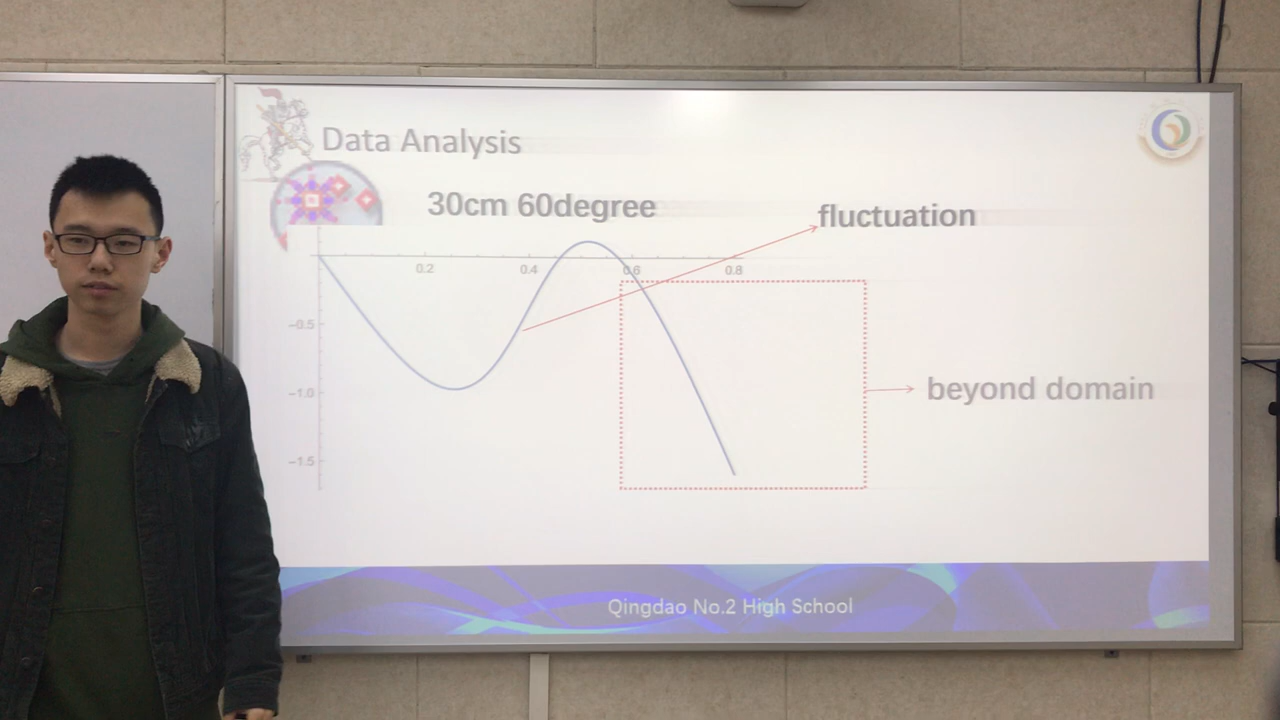 Data Analysis
30cm 60degree
fluctuation
0.2 0.4 0.6 0.8
−0.5
−1.0
beyond domain
−1.5
Qingdao No.2 High School